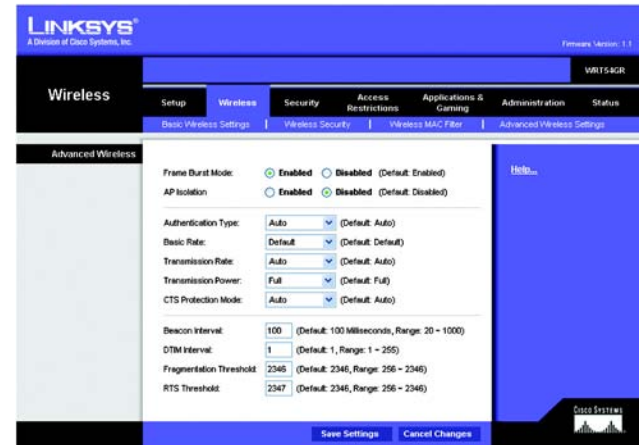 LINKSYS®
A Division of Cisco Systems, Inc.
Firmware Version: 1.1
WRT54GR
Wireless
Setup Wireless Security Access Restrictions Applications & Gaming Administration Status
Basic Wireless Settings | Wireless Security | Wireless MAC Filter | Advanced Wireless Settings
Advanced Wireless
Help...
Frame Burst Mode: Enabled Disabled (Default: Enabled)
AP Isolation Enabled Disabled (Default: Disabled)
Authentication Type: Auto (Default: Auto)
Basic Rate: Default (Default: Default)
Transmission Rate: Auto (Default: Auto)
Transmission Power: Full (Default: Full)
CTS Protection Mode: Auto (Default: Auto)
Beacon Interval: 100 (Default: 100 Milliseconds, Range: 20 ~ 1000)
DTIM Interval: 1 (Default: 1, Range: 1 ~ 255)
Fragmentation Threshold: 2346 (Default: 2346, Range: 256 ~ 2346)
RTS Threshold: 2347 (Default: 2346, Range: 256 ~ 2346)
Save Settings Cancel Changes
CISCO SYSTEMS